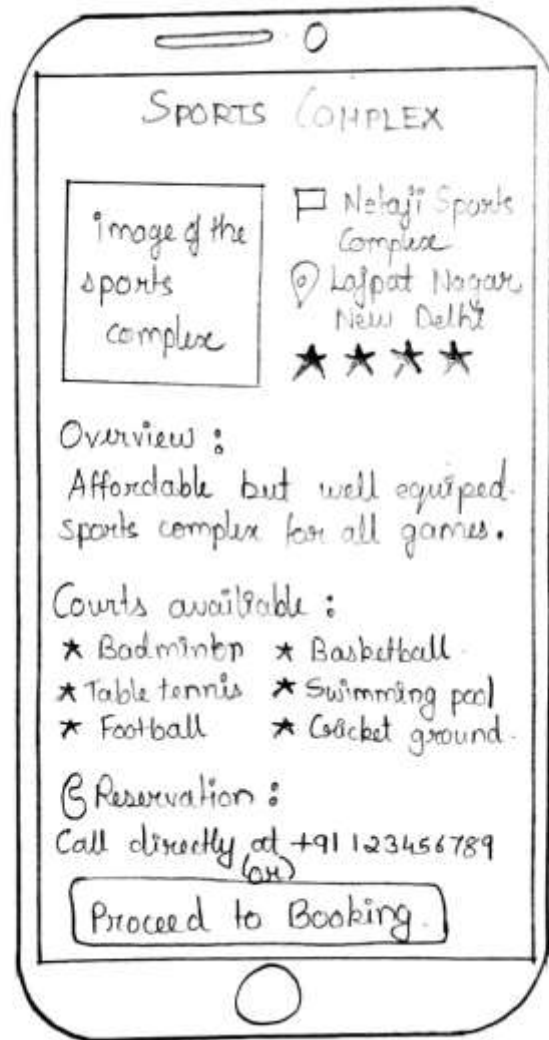 SPORTS COMPLEX
image of the
sports
complex
Netaji Sports
Complex
Lajpat Nagar,
New Delhi
Overview :
Affordable but well equiped.
sports complex for all games.
Courts available :
★ Badminton ★ Basketball.
★ Table tennis ★ Swimming pool
★ Football ★ Cricket ground.
Reservation :
Call directly at +91 123456789
(or)
Proceed to Booking.